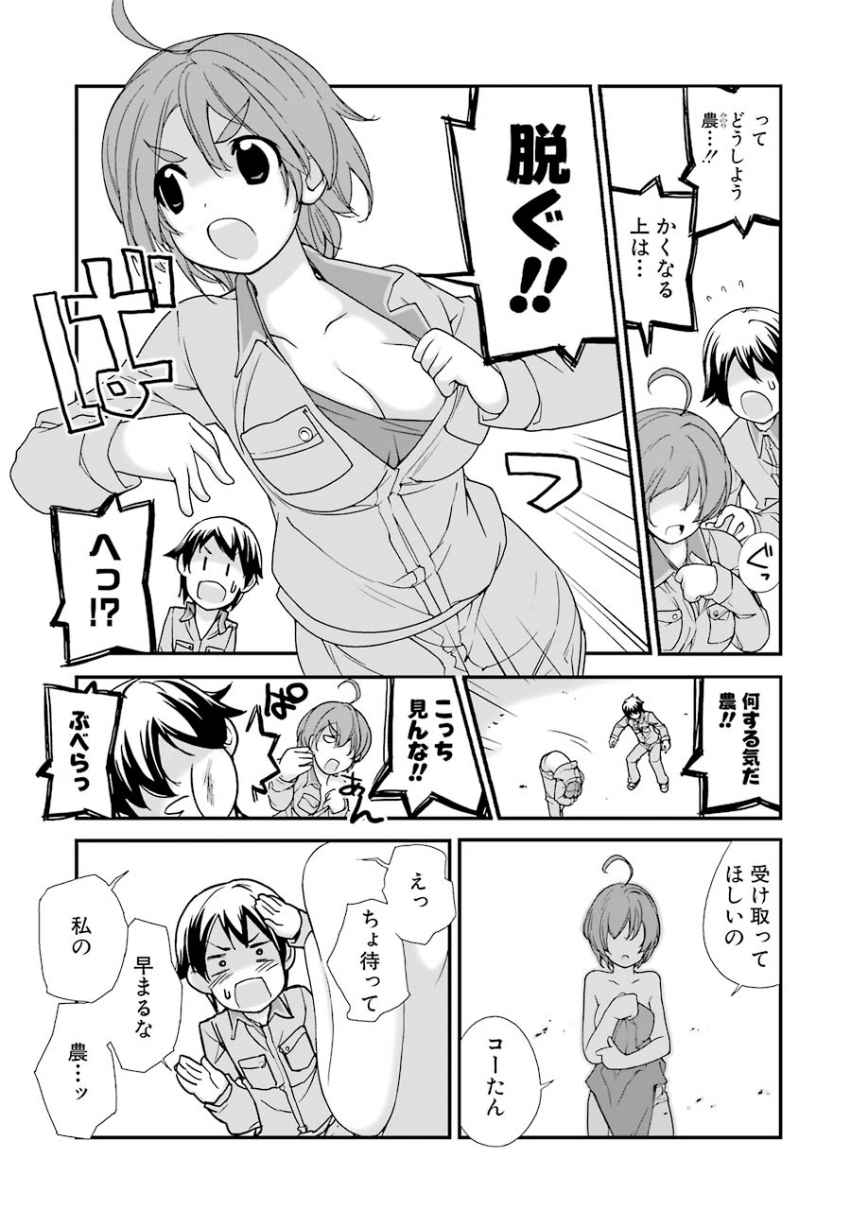 って
どうしよう
農…!!
かくなる
上は…
ぐっ
脱ぐ!!
ばっ
へっ!?
何する気だ
農!!
こっち
見んな!!
ぱぁん
ぶべらっ
受け取って
ほしいの
コーたん
えっ
ちょ待って
早まるな
農…ッ
私の